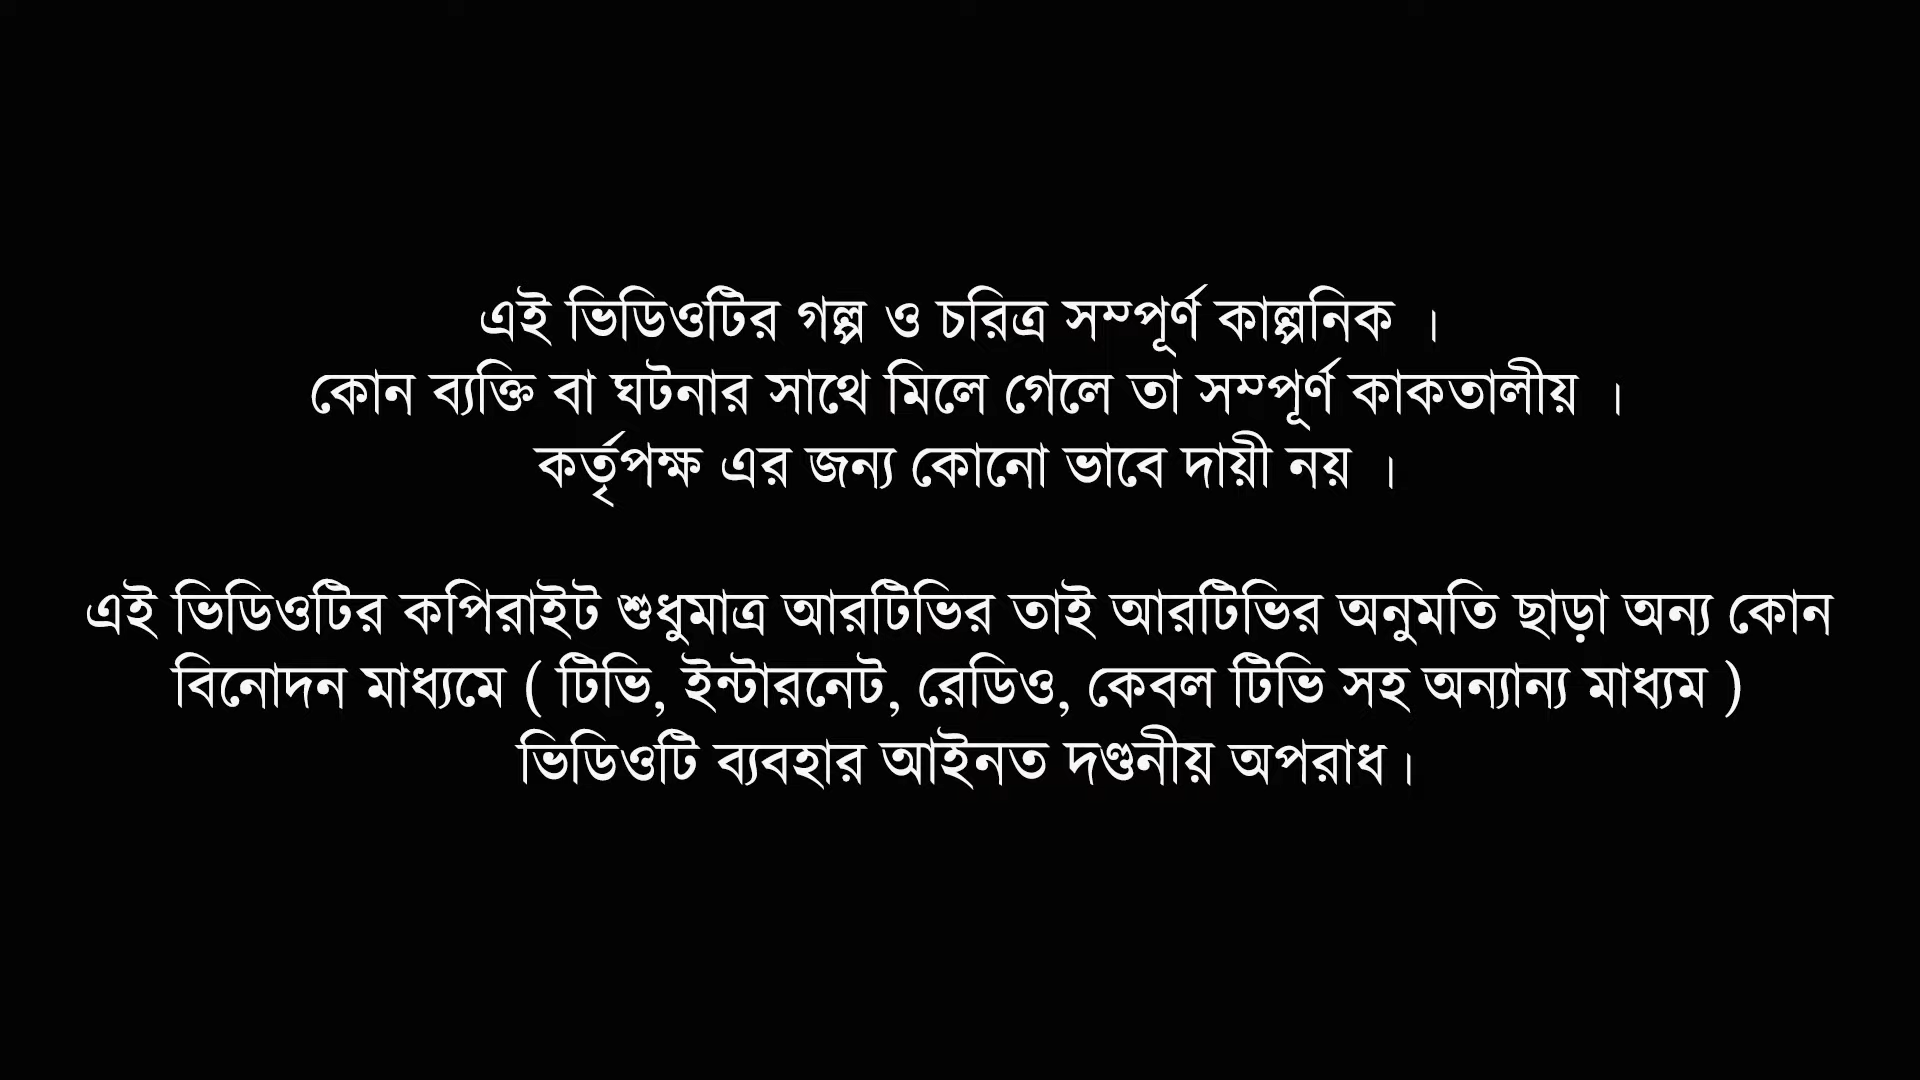 এই ভিডিওটির গল্প ও চরিত্র সম্পূর্ণ কাল্পনিক ।
কোন ব্যক্তি বা ঘটনার সাথে মিলে গেলে তা সম্পূর্ণ কাকতালীয় ।
কর্তৃপক্ষ এর জন্য কোনো ভাবে দায়ী নয় ।
এই ভিডিওটির কপিরাইট শুধুমাত্র আরটিভির তাই আরটিভির অনুমতি ছাড়া অন্য কোন
বিনোদন মাধ্যমে ( টিভি, ইন্টারনেট, রেডিও, কেবল টিভি সহ অন্যান্য মাধ্যম )
ভিডিওটি ব্যবহার আইনত দণ্ডনীয় অপরাধ।